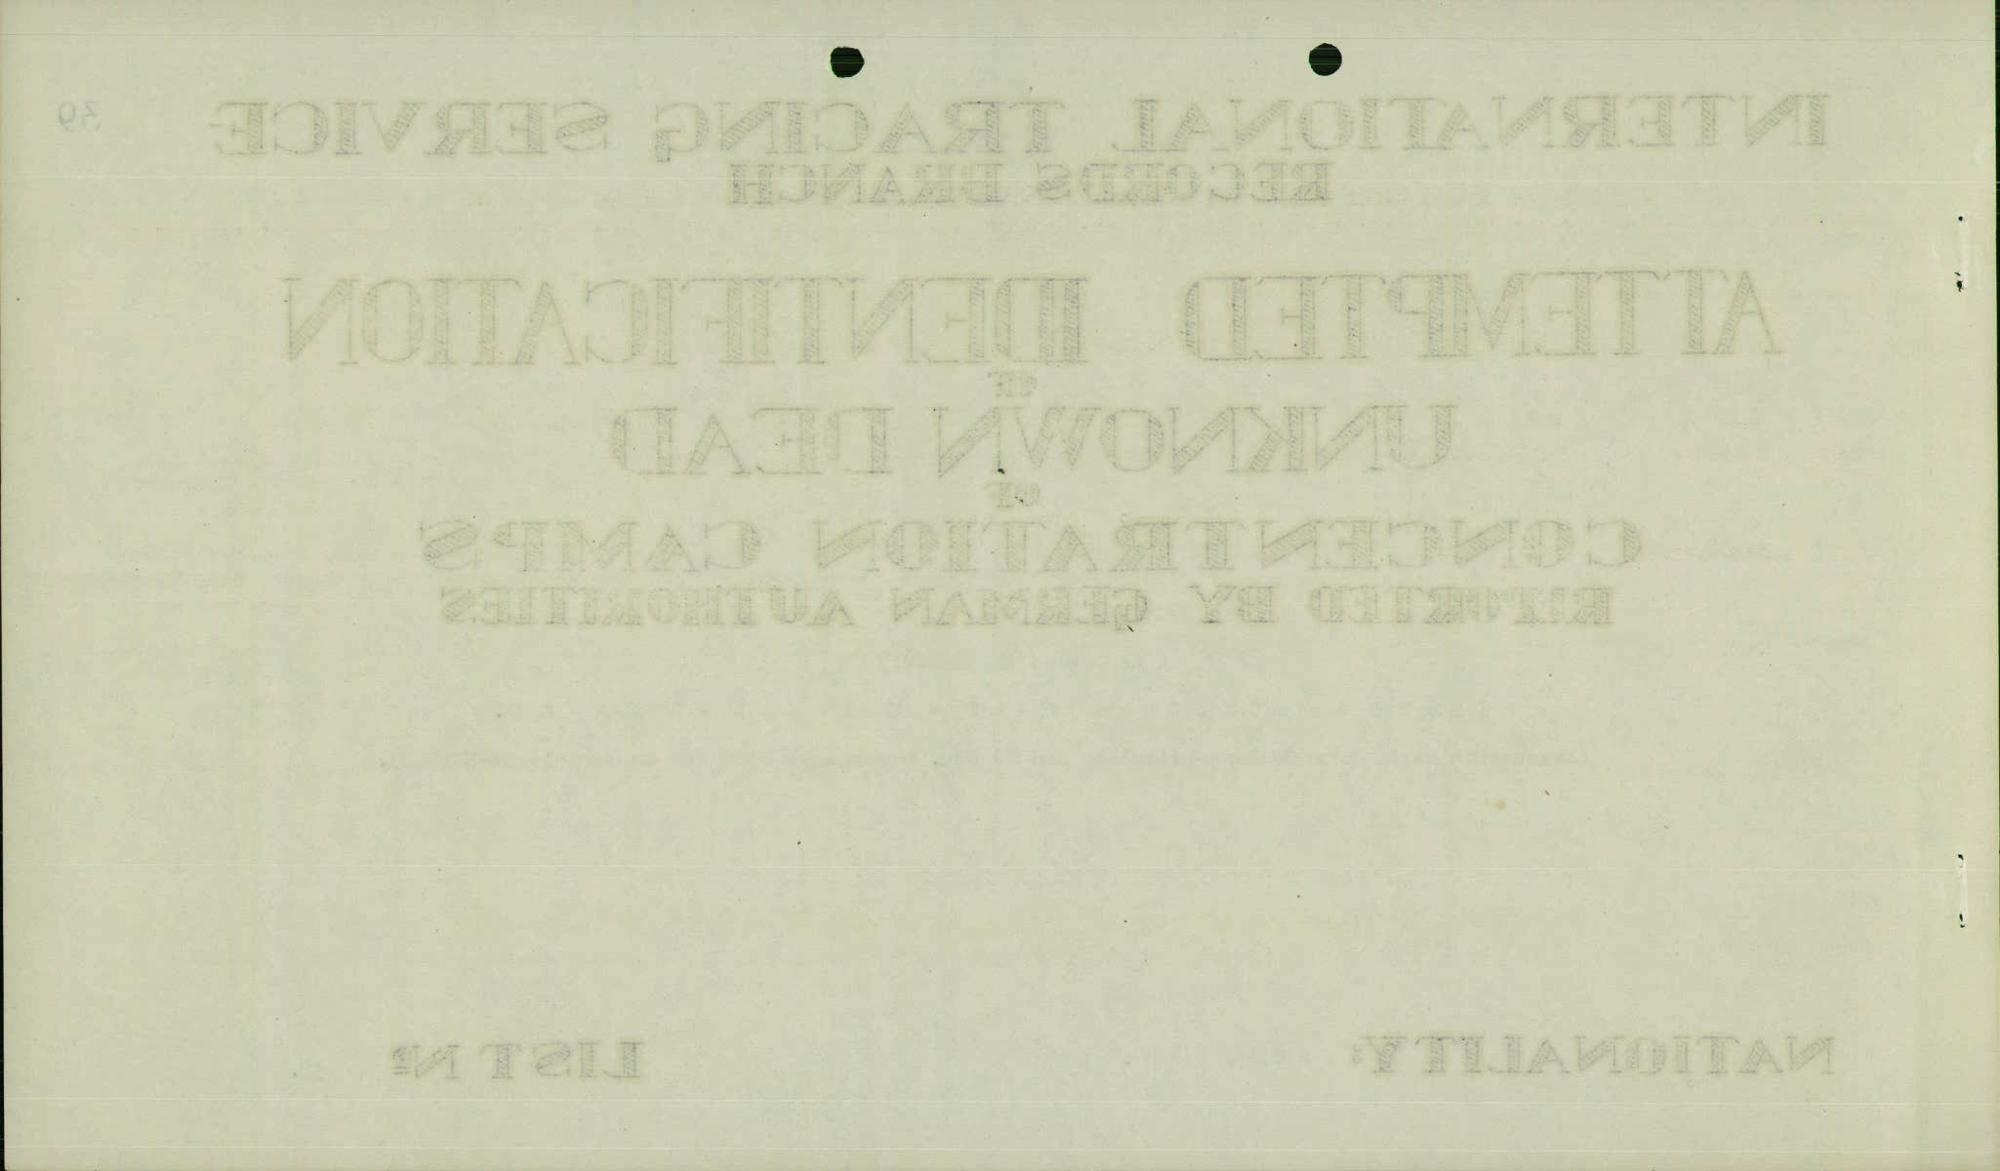 39
INTERNATIONAL TRACING SERVICE
RECORDS BRANCH
ATTEMPTED IDENTIFICATION
OF
UNKNOWN DEAD
OF
CONCENTRATION CAMPS
REPORTED BY GERMAN AUTHORITIES
NATIONALITY: LIST Nº